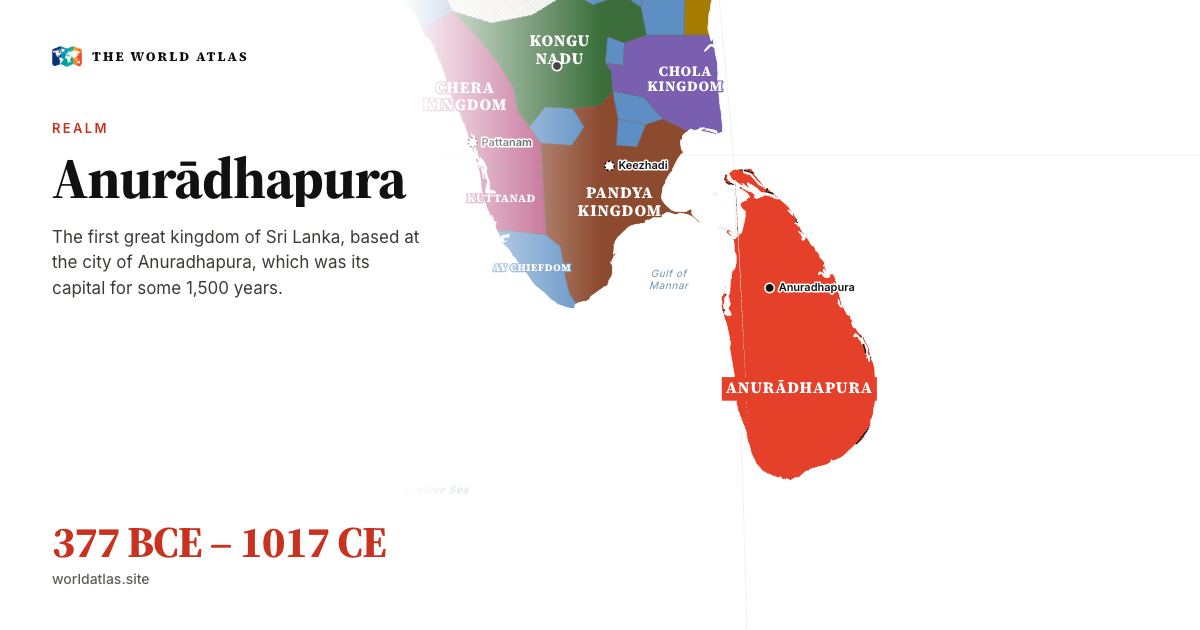 THE WORLD ATLAS
REALM
Anurādhapura
The first great kingdom of Sri Lanka, based at
the city of Anuradhapura, which was its
capital for some 1,500 years.
377 BCE – 1017 CE
worldatlas.site
KONGU
NADU
CHOLA
KINGDOM
CHERA
KINGDOM
Pattanam
Keezhadi
PANDYA
KINGDOM
KUTTANAD
AY CHIEFDOM
Gulf of
Mannar
Anuradhapura
ANURĀDHAPURA
Sea